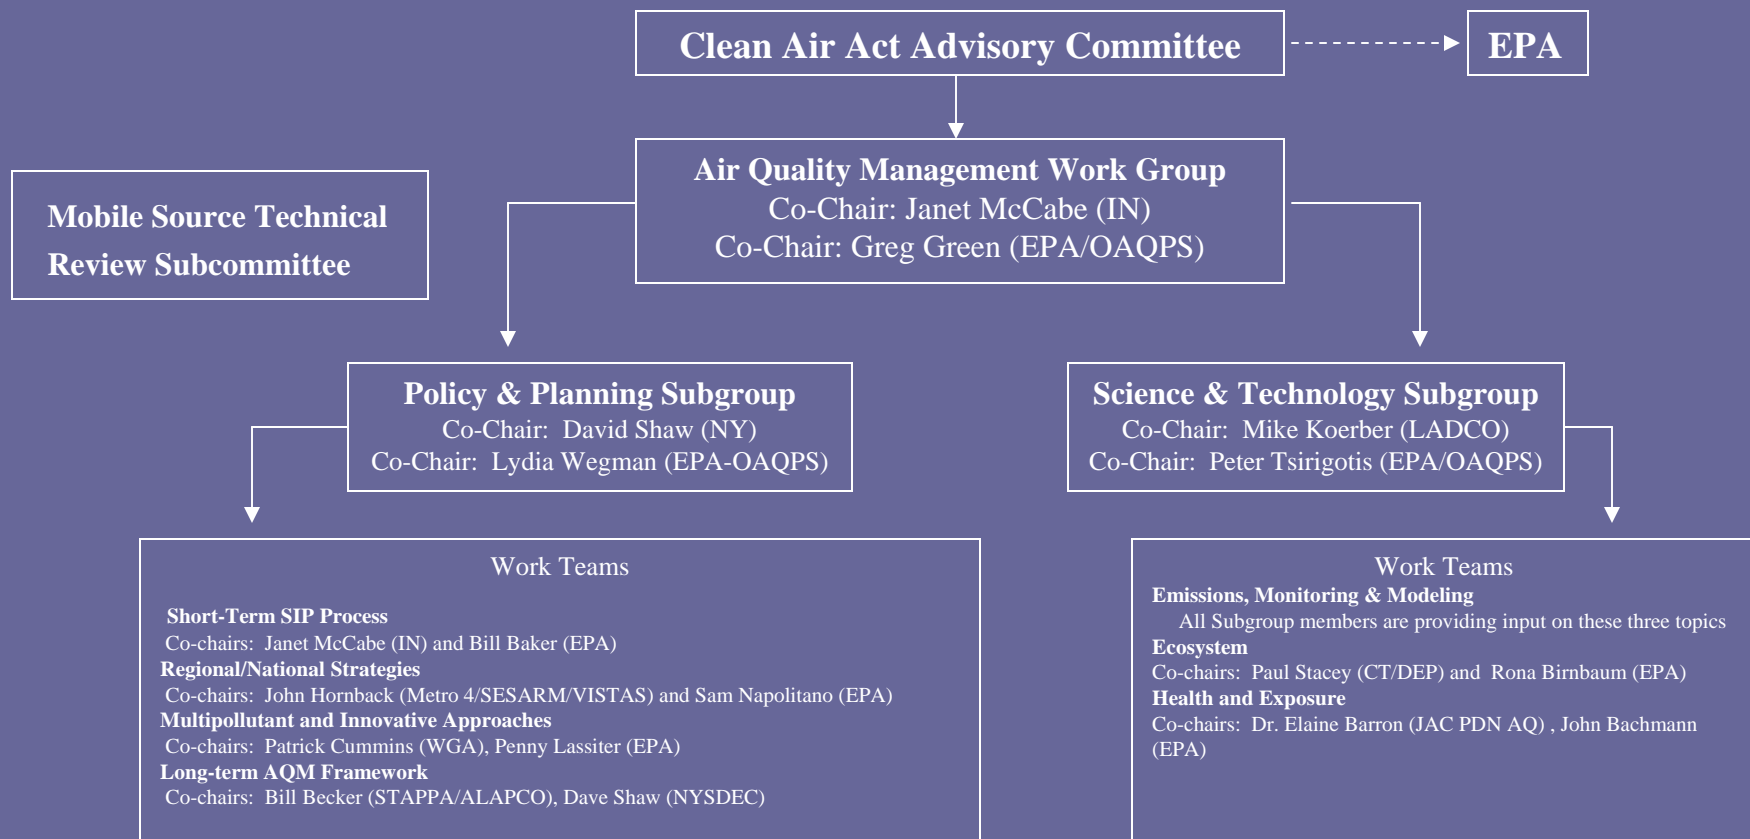 Clean Air Act Advisory Committee
EPA
Air Quality Management Work Group
Co-Chair: Janet McCabe (IN)
Co-Chair: Greg Green (EPA/OAQPS)
Mobile Source Technical
Review Subcommittee
Policy & Planning Subgroup
Co-Chair:  David Shaw (NY)
Co-Chair:  Lydia Wegman (EPA-OAQPS)
Science & Technology Subgroup
Co-Chair:  Mike Koerber (LADCO)
Co-Chair:  Peter Tsirigotis (EPA/OAQPS)
Work Teams
Short-Term SIP Process
Co-chairs:  Janet McCabe (IN) and Bill Baker (EPA)
Regional/National Strategies
Co-chairs:  John Hornback (Metro 4/SESARM/VISTAS) and Sam Napolitano (EPA)
Multipollutant and Innovative Approaches
Co-chairs:  Patrick Cummins (WGA), Penny Lassiter (EPA)
Long-term AQM Framework
Co-chairs:  Bill Becker (STAPPA/ALAPCO), Dave Shaw (NYSDEC)
Work Teams
Emissions, Monitoring & Modeling
All Subgroup members are providing input on these three topics
Ecosystem
Co-chairs:  Paul Stacey (CT/DEP) and  Rona Birnbaum (EPA)
Health and Exposure
Co-chairs:  Dr. Elaine Barron (JAC PDN AQ) , John Bachmann
(EPA)